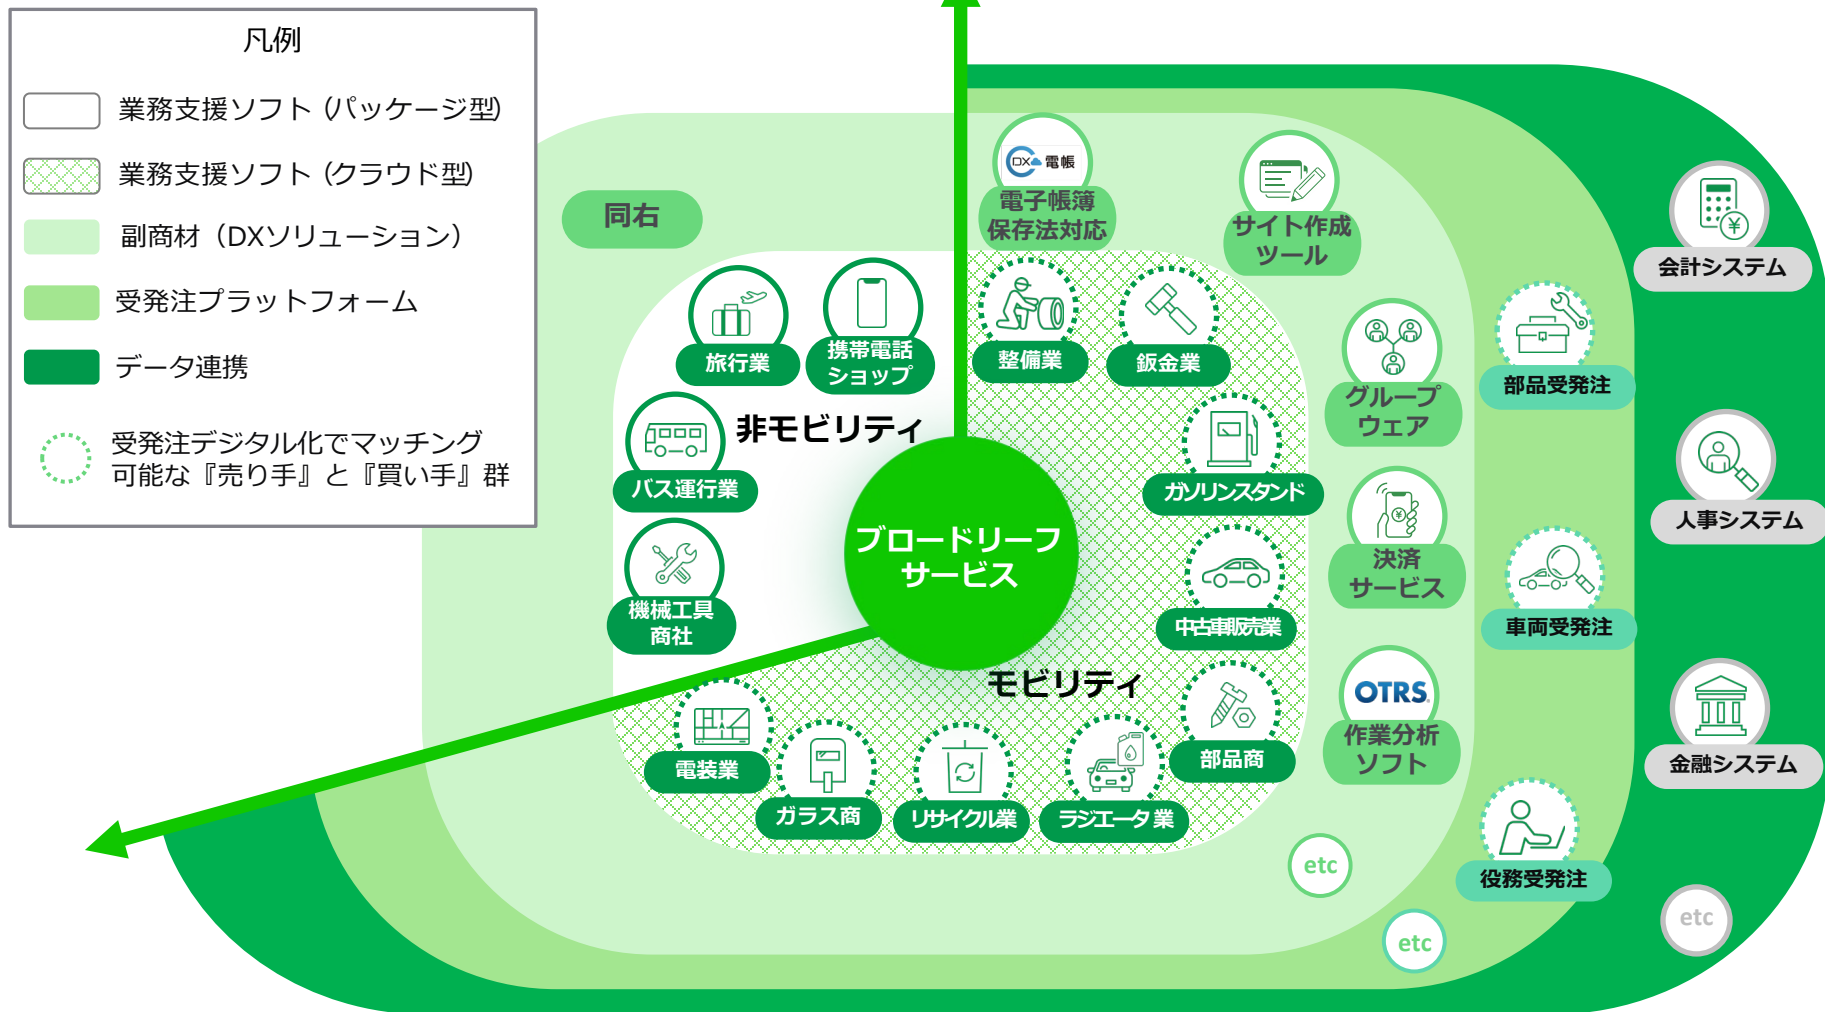 凡例
業務支援ソフト（パッケージ型）
業務支援ソフト（クラウド型）
副商材（DXソリューション）
受発注プラットフォーム
データ連携
受発注デジタル化でマッチング
可能な『売り手』と『買い手』群
同右
DX 電帳
電子帳簿
保存法対応
サイト作成
ツール
グループ
ウェア
決済
サービス
OTRS
作業分析
ソフト
etc
旅行業
携帯電話
ショップ
非モビリティ
バス運行業
機械工具
商社
ブロードリーフ
サービス
整備業
鈑金業
ガソリンスタンド
中古車販売業
モビリティ
部品商
電装業
ガラス商
リサイクル業
ラジエータ業
部品受発注
車両受発注
役務受発注
etc
会計システム
人事システム
金融システム
etc